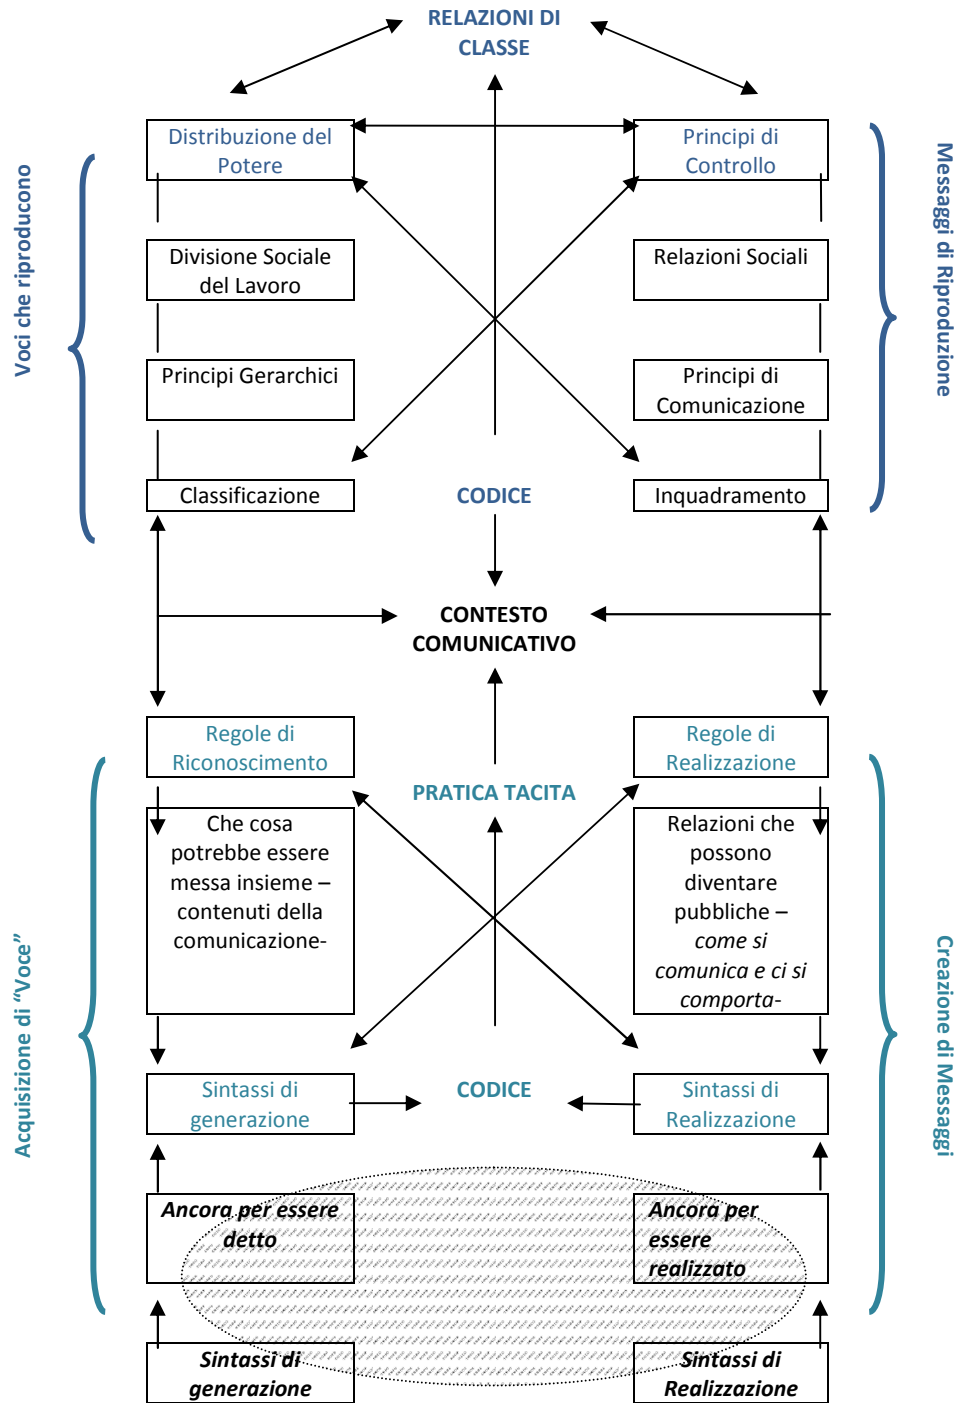 RELAZIONI DI
CLASSE
Distribuzione del
Potere
Principi di
Controllo
Voci che riproducono
Messaggi di Riproduzione
Divisione Sociale
del Lavoro
Relazioni Sociali
Principi Gerarchici
Principi di
Comunicazione
Classificazione
CODICE
Inquadramento
CONTESTO
COMUNICATIVO
Regole di
Riconoscimento
Regole di
Realizzazione
PRATICA TACITA
Che cosa
potrebbe essere
messa insieme –
contenuti della
comunicazione-
Relazioni che
possono
diventare
pubbliche –
come si
comunica e ci si
comporta-
Acquisizione di “Voce”
Creazione di Messaggi
Sintassi di
generazione
CODICE
Sintassi di
Realizzazione
Ancora per essere
detto
Ancora per
essere
realizzato
Sintassi di
generazione
Sintassi di
Realizzazione